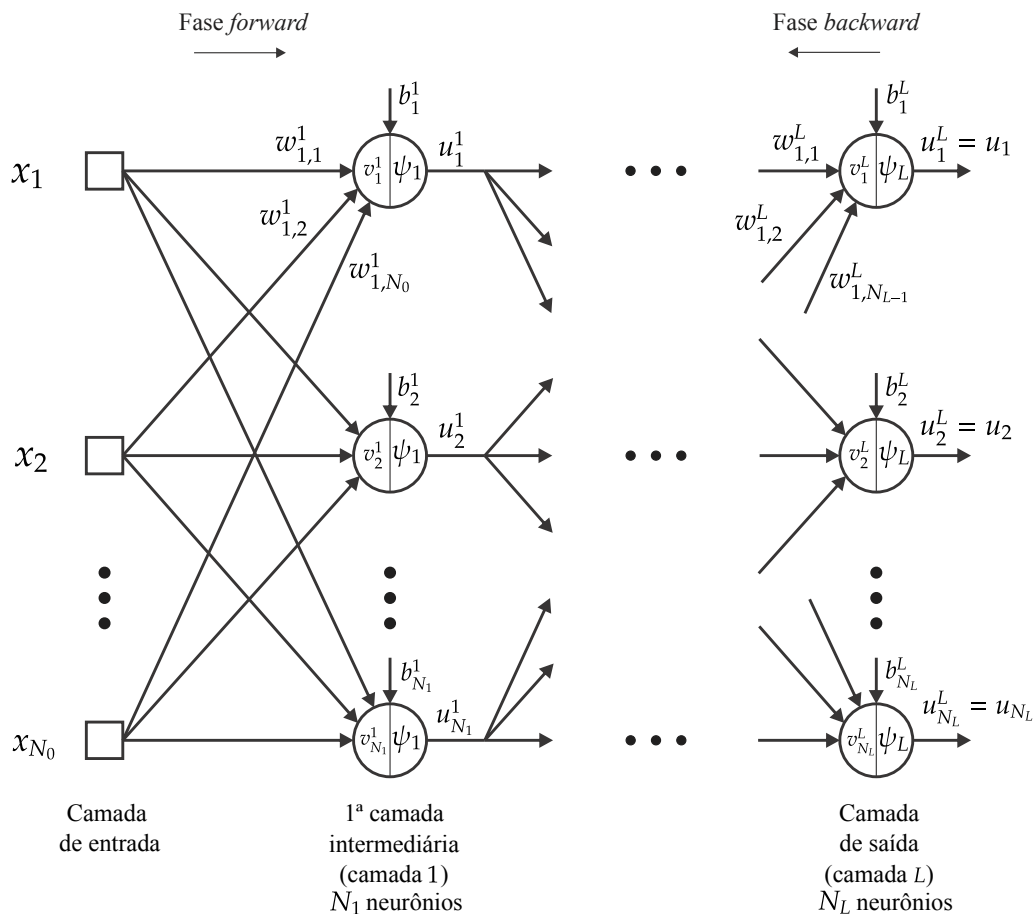 Fase forward
Fase backward
b_1^1
b_1^L
w_{1,1}^1
u_1^1
w_{1,1}^L
u_1^L = u_1
x_1
v_1^1 ψ_1
v_1^L ψ_L
w_{1,2}^1
w_{1,2}^L
w_{1,N_0}^1
w_{1,N_{L-1}}^L
b_2^1
b_2^L
u_2^1
u_2^L = u_2
x_2
v_2^1 ψ_1
v_2^L ψ_L
b_{N_1}^1
b_{N_L}^L
u_{N_1}^1
u_{N_L}^L = u_{N_L}
x_{N_0}
v_{N_1}^1 ψ_1
v_{N_L}^L ψ_L
Camada
de entrada
1ª camada
intermediária
(camada 1)
N_1 neurônios
Camada
de saída
(camada L)
N_L neurônios